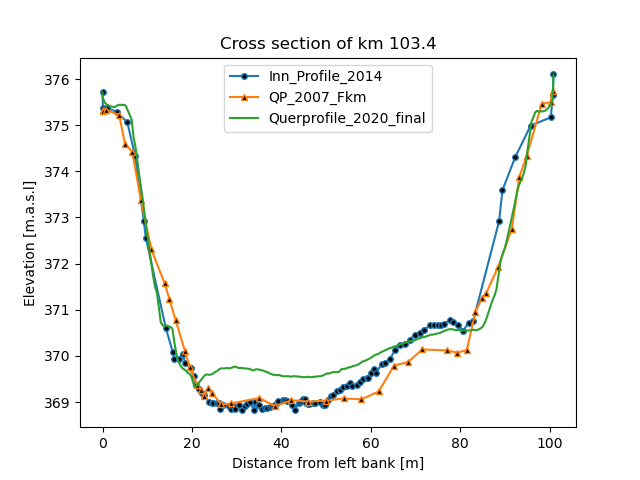 Cross section of km 103.4
Inn_Profile_2014
QP_2007_Fkm
Querprofile_2020_final
376
375
374
373
372
371
370
369
Elevation [m.a.s.l]
0 20 40 60 80 100
Distance from left bank [m]